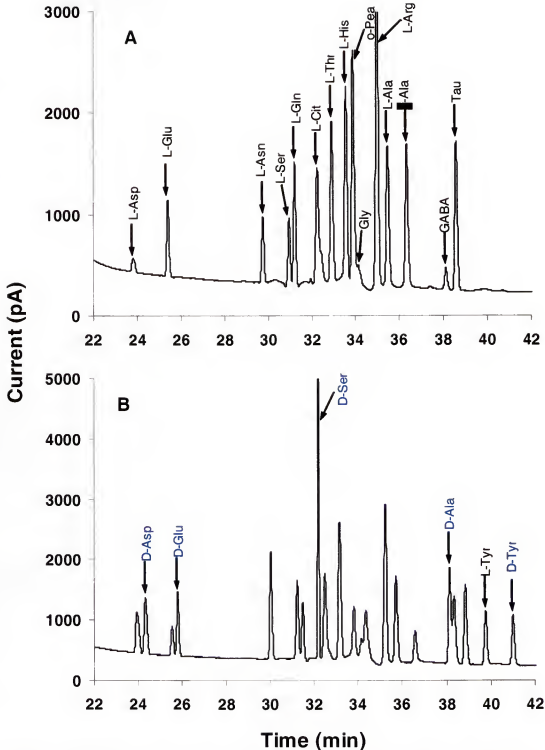 3000
A
L-Asp
L-Glu
L-Asn
L-Ser
L-Gln
L-Cit
L-Thr
L-His
o-Pea
Gly
L-Arg
L-Ala
-Ala
GABA
Tau
2000
1000
0
22 24 26 28 30 32 34 36 38 40 42
Current (pA)
5000
B
D-Asp
D-Glu
D-Ser
D-Ala
L-Tyr
D-Tyr
4000
3000
2000
1000
0
22 24 26 28 30 32 34 36 38 40 42
Time (min)